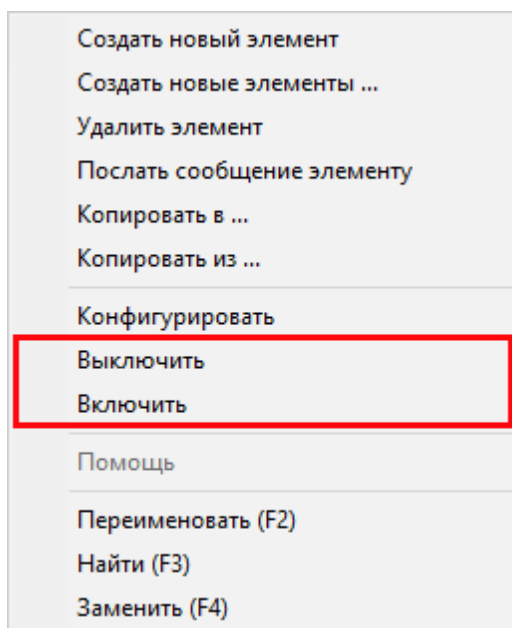 Создать новый элемент
Создать новые элементы ...
Удалить элемент
Послать сообщение элементу
Копировать в ...
Копировать из ...
Конфигурировать
Выключить
Включить
Помощь
Переименовать (F2)
Найти (F3)
Заменить (F4)